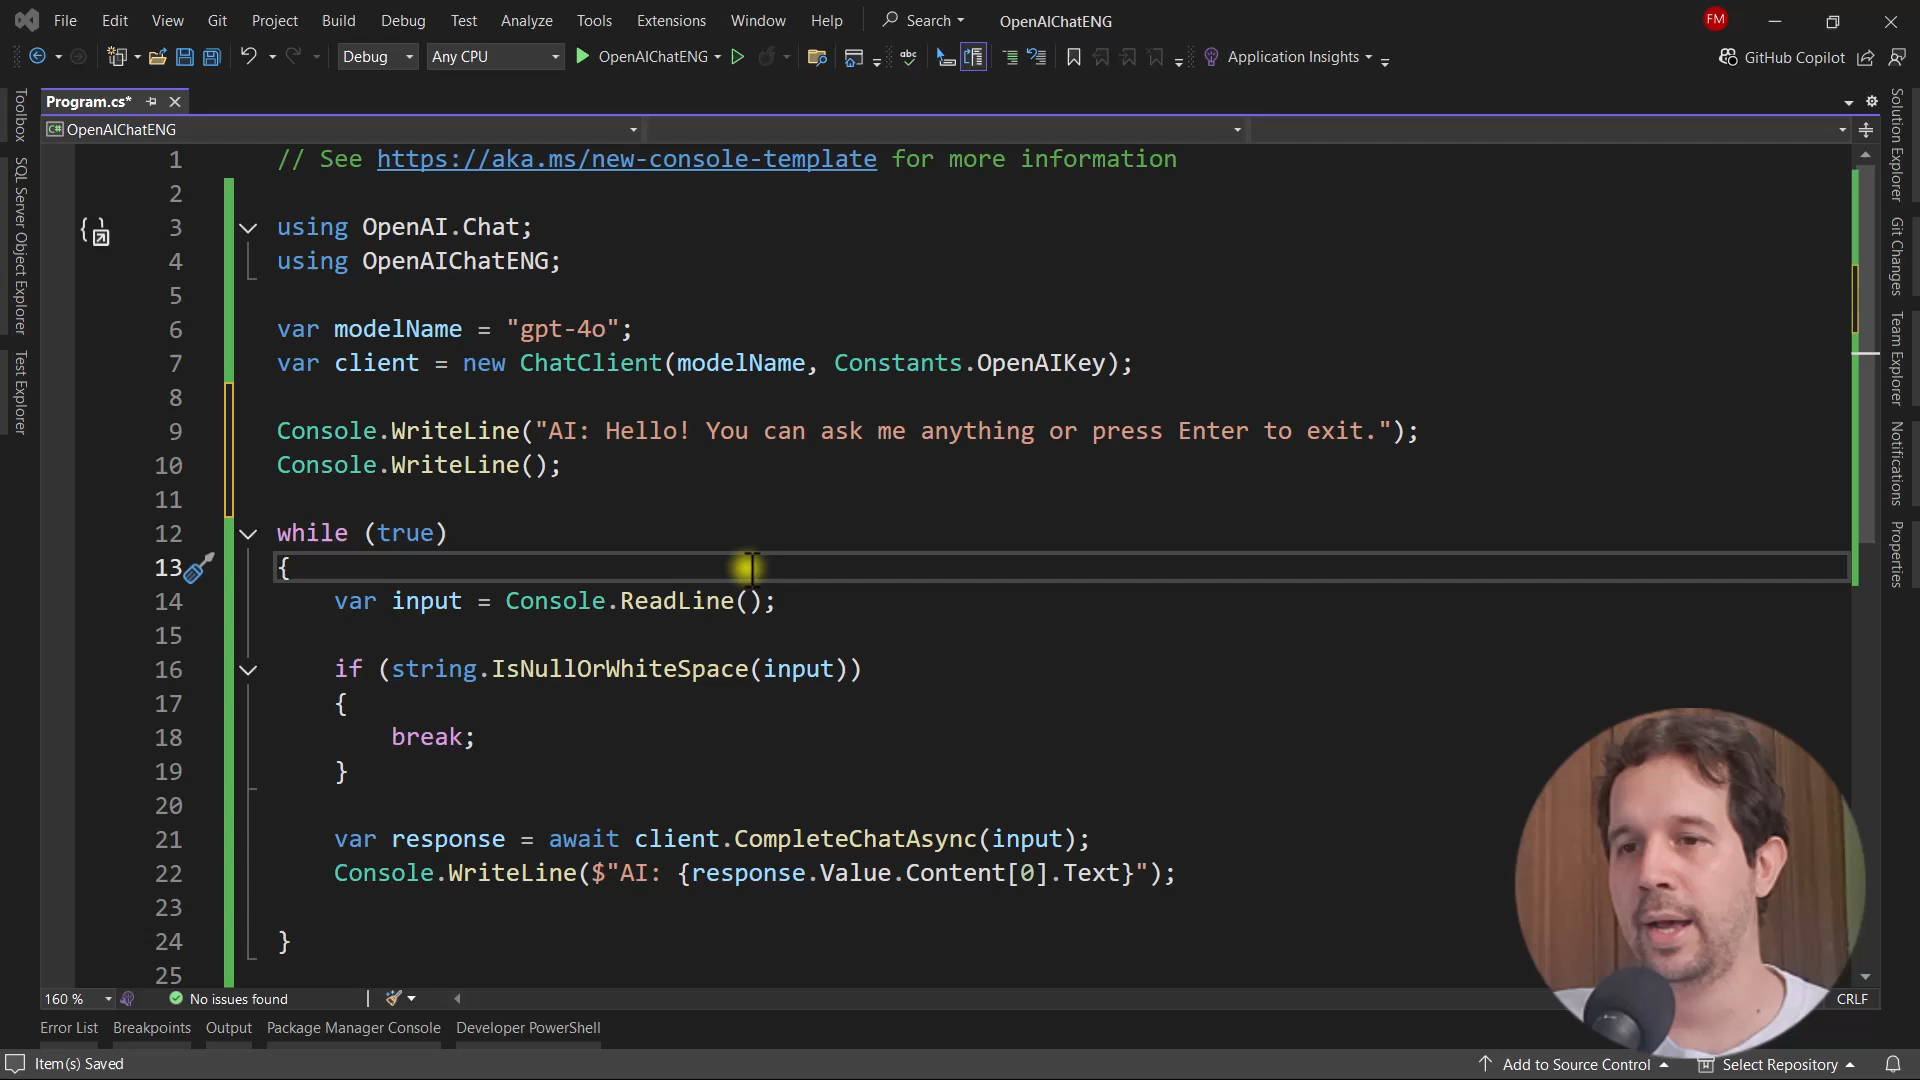 File Edit View Git Project Build Debug Test Analyze Tools Extensions Window Help Search OpenAIChatENG FM
Debug Any CPU OpenAIChatENG abc Application Insights GitHub Copilot
Program.cs*
C# OpenAIChatENG
Toolbox
SQL Server Object Explorer
Test Explorer
1 // See https://aka.ms/new-console-template for more information
2
3 using OpenAI.Chat;
4 using OpenAIChatENG;
5
6 var modelName = "gpt-4o";
7 var client = new ChatClient(modelName, Constants.OpenAIKey);
8
9 Console.WriteLine("AI: Hello! You can ask me anything or press Enter to exit.");
10 Console.WriteLine();
11
12 while (true)
13 {
14 var input = Console.ReadLine();
15
16 if (string.IsNullOrWhiteSpace(input))
17 {
18 break;
19 }
20
21 var response = await client.CompleteChatAsync(input);
22 Console.WriteLine($"AI: {response.Value.Content[0].Text}");
23
24 }
25
Solution Explorer
Git Changes
Team Explorer
Notifications
Properties
160 % No issues found CRLF
Error List Breakpoints Output Package Manager Console Developer PowerShell
Item(s) Saved Add to Source Control Select Repository